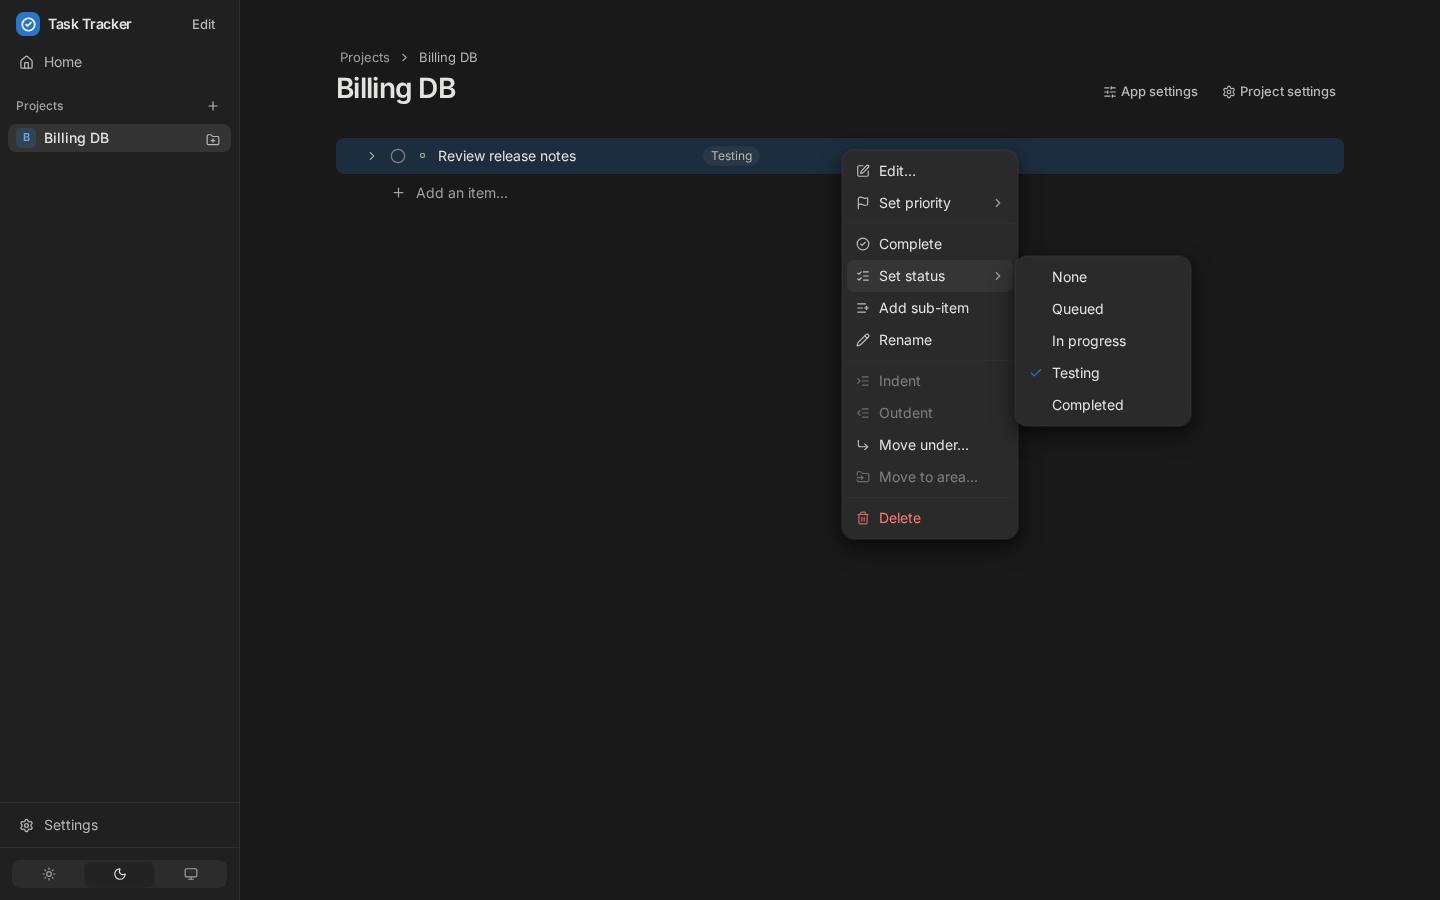 Task Tracker
Edit
Home
Projects
B
Billing DB
Settings
Projects
Billing DB
Billing DB
App settings
Project settings
Review release notes
Testing
Add an item...
Edit...
Set priority
Complete
Set status
Add sub-item
Rename
Indent
Outdent
Move under...
Move to area...
Delete
None
Queued
In progress
Testing
Completed